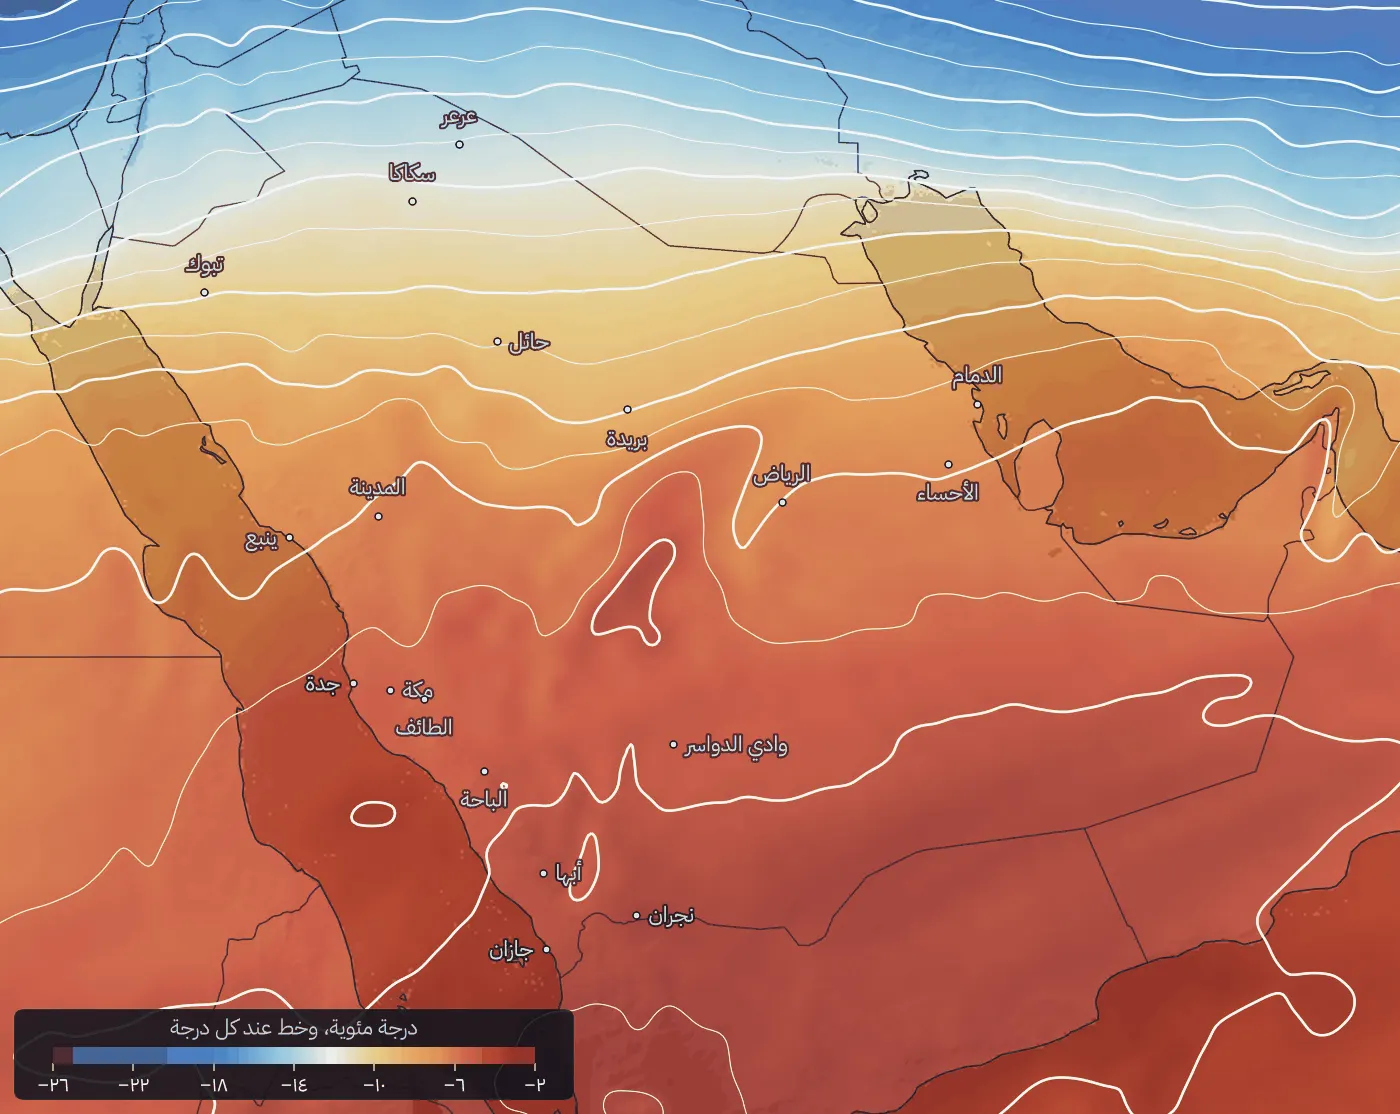 عرعر
سكاكا
تبوك
حائل
الدمام
بريدة
الرياض
المدينة
الأحساء
ينبع
جدة
مكة
الطائف
وادي الدواسر
الباحة
أبها
نجران
جازان
درجة مئوية، وخط عند كل درجة
−٢٦ −٢٢ −١٨ −١٤ −١٠ −٦ −٢